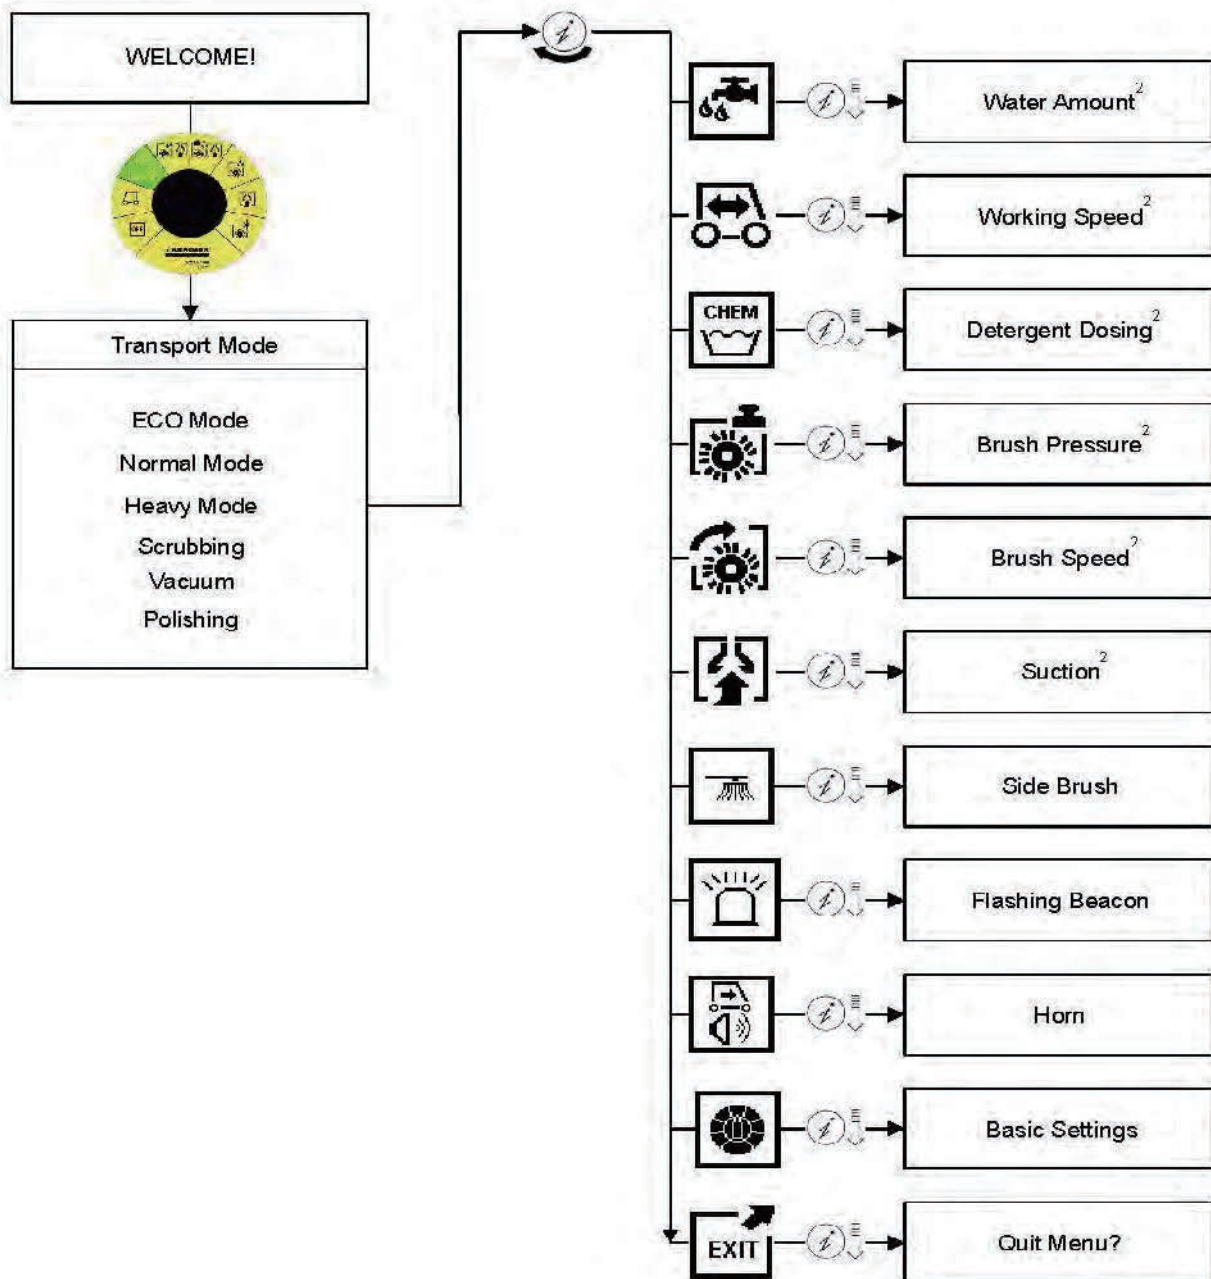 WELCOME!
OFF
Transport Mode
ECO Mode
Normal Mode
Heavy Mode
Scrubbing
Vacuum
Polishing
i
i
Water Amount²
i
Working Speed²
CHEM
i
Detergent Dosing²
i
Brush Pressure²
i
Brush Speed²
i
Suction²
i
Side Brush
i
Flashing Beacon
i
Horn
i
Basic Settings
EXIT
i
Quit Menu?